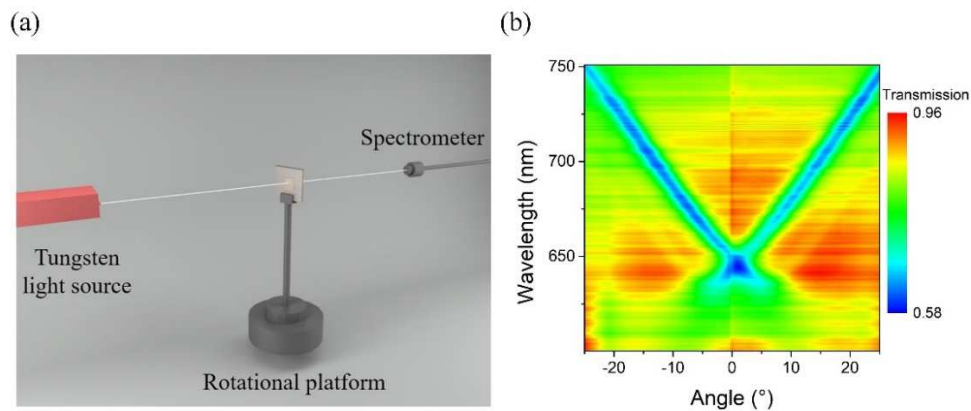 (a)
Spectrometer
Tungsten
light source
Rotational platform
(b)
750
700
650
Wavelength (nm)
-20
-10
0
10
20
Angle (°)
Transmission
0.96
0.58